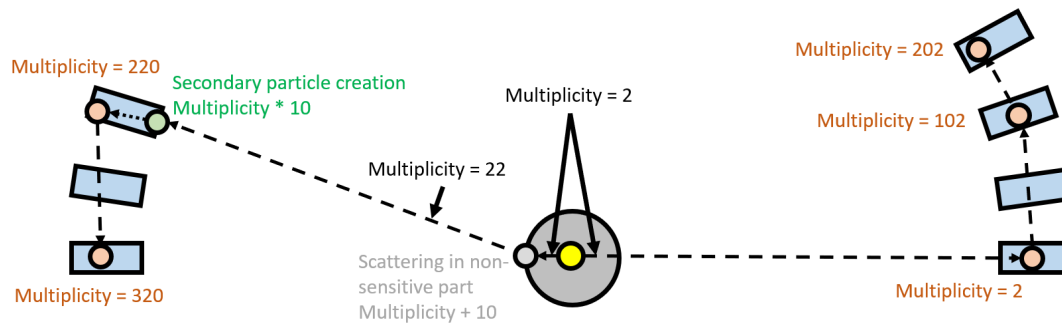 Multiplicity = 220
Secondary particle creation
Multiplicity * 10
Multiplicity = 2
Multiplicity = 202
Multiplicity = 102
Multiplicity = 22
Scattering in non-
sensitive part
Multiplicity + 10
Multiplicity = 320
Multiplicity = 2